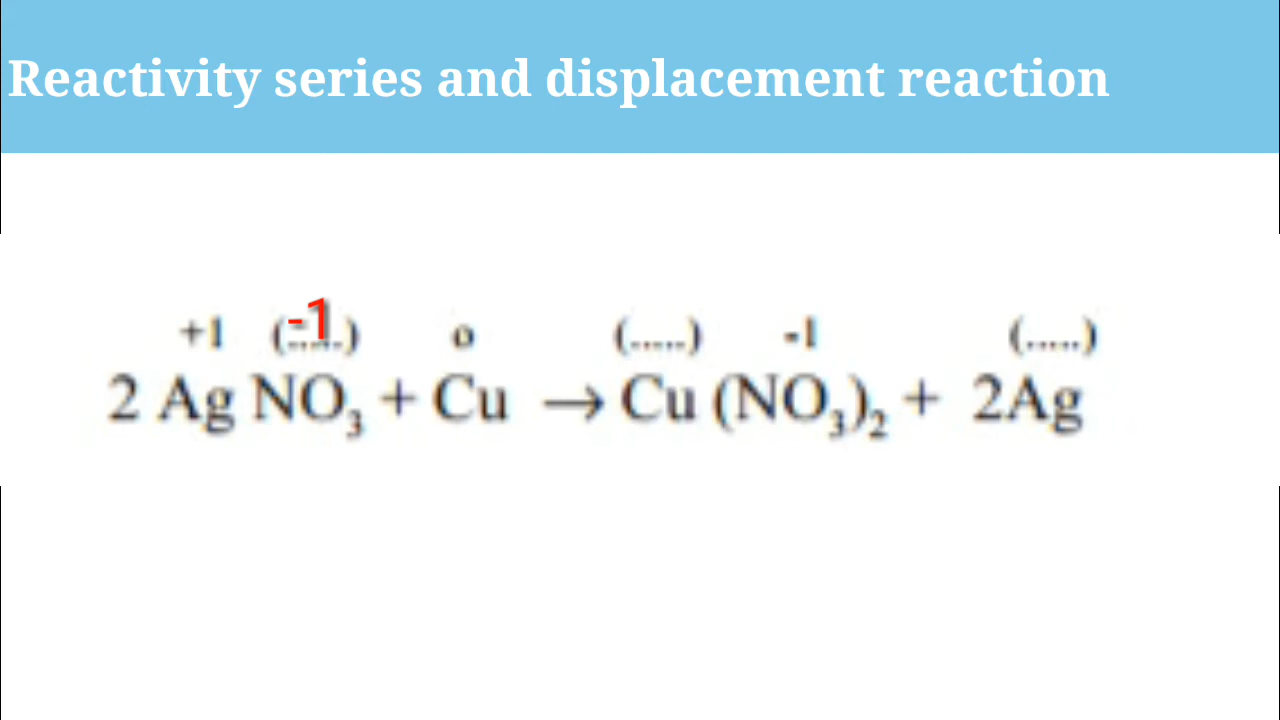 Reactivity series and displacement reaction
+1 (.-1.) o (.....) -1 (.....)
2 Ag NO₃ + Cu → Cu (NO₃)₂ + 2Ag